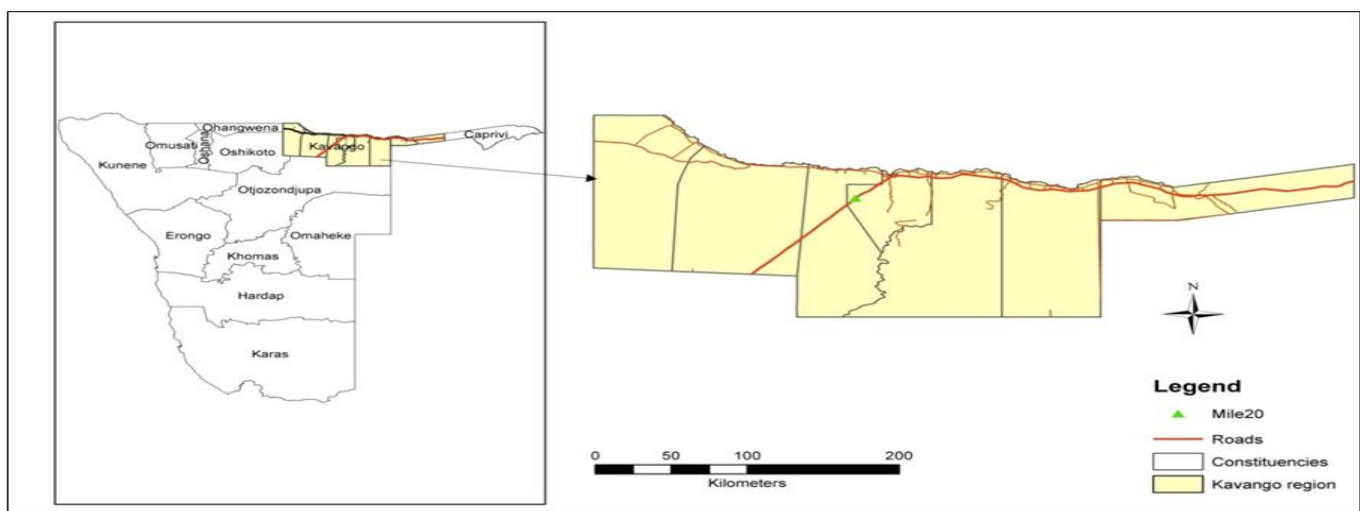 Ohangwena
Omusati
Oshana
Oshikoto
Kavango
Caprivi
Kunene
Otjozondjupa
Erongo
Omaheke
Khomas
Hardap
Karas
N
Legend
Mile20
Roads
Constituencies
Kavango region
0 50 100 200
Kilometers